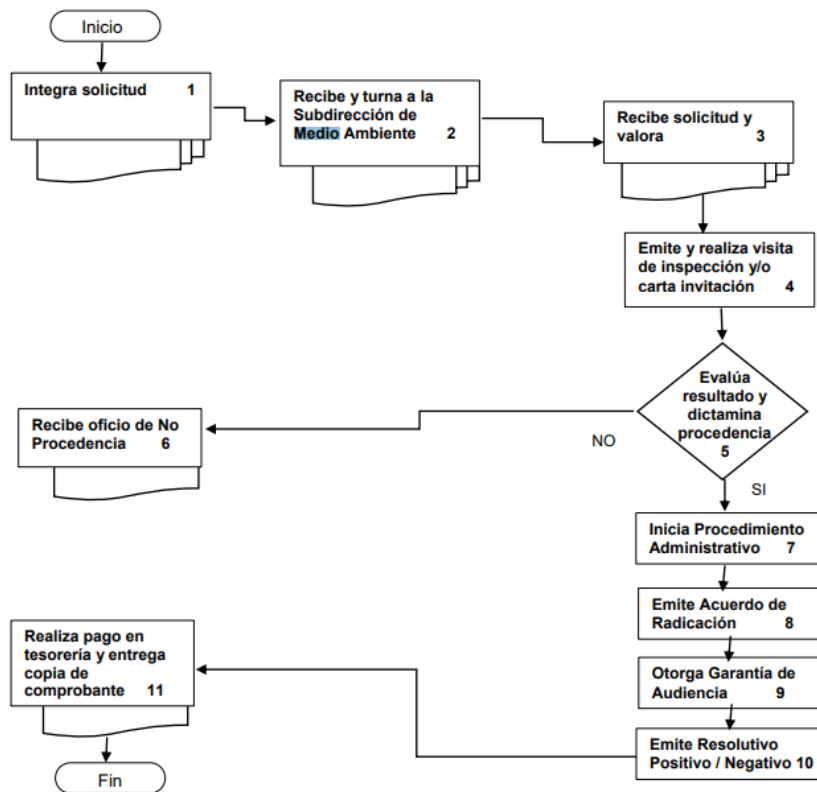 Inicio
Integra solicitud 1
Recibe y turna a la
Subdirección de
Medio Ambiente 2
Recibe solicitud y
valora 3
Emite y realiza visita
de inspección y/o
carta invitación 4
Evalúa
resultado y
dictamina
procedencia
5
NO
SI
Recibe oficio de No
Procedencia 6
Inicia Procedimiento
Administrativo 7
Emite Acuerdo de
Radicación 8
Otorga Garantía de
Audiencia 9
Emite Resolutivo
Positivo / Negativo 10
Realiza pago en
tesorería y entrega
copia de
comprobante 11
Fin